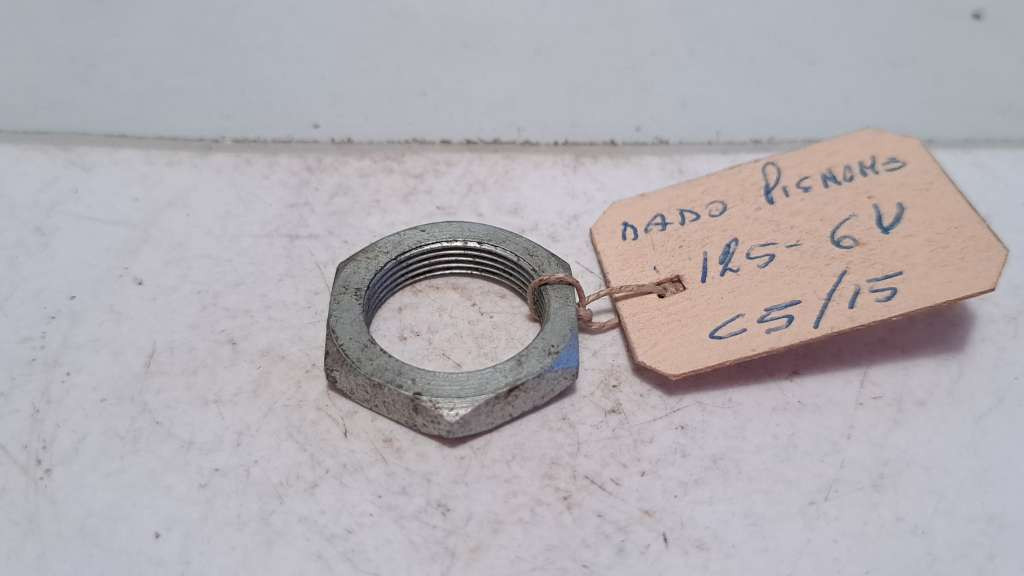 DADO PIGNONE
125-6V
C5/15